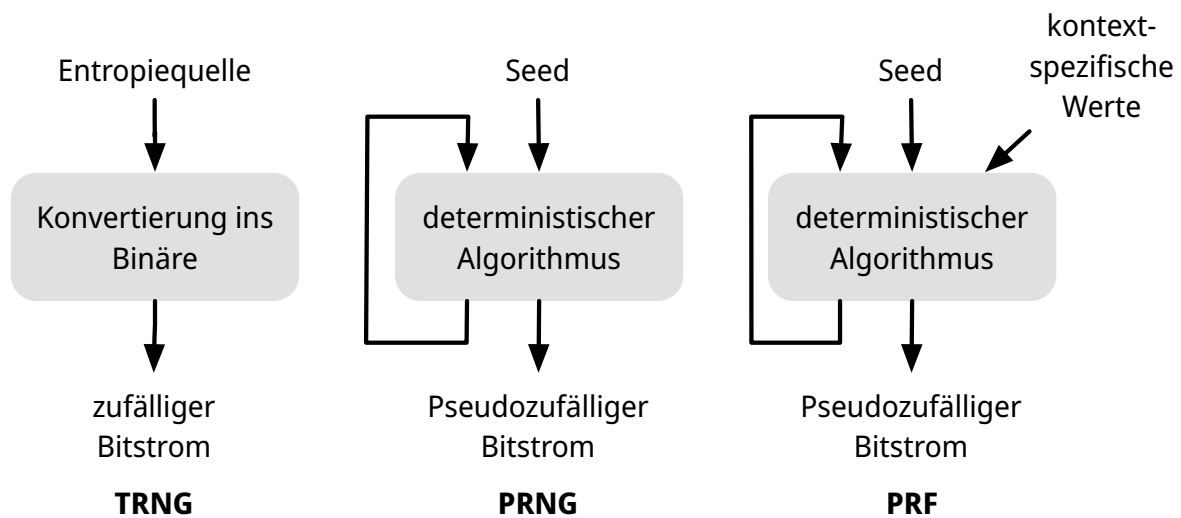 Entropiequelle
Konvertierung ins
Binäre
zufälliger
Bitstrom
TRNG
Seed
deterministischer
Algorithmus
Pseudozufälliger
Bitstrom
PRNG
Seed
kontext-
spezifische
Werte
deterministischer
Algorithmus
Pseudozufälliger
Bitstrom
PRF